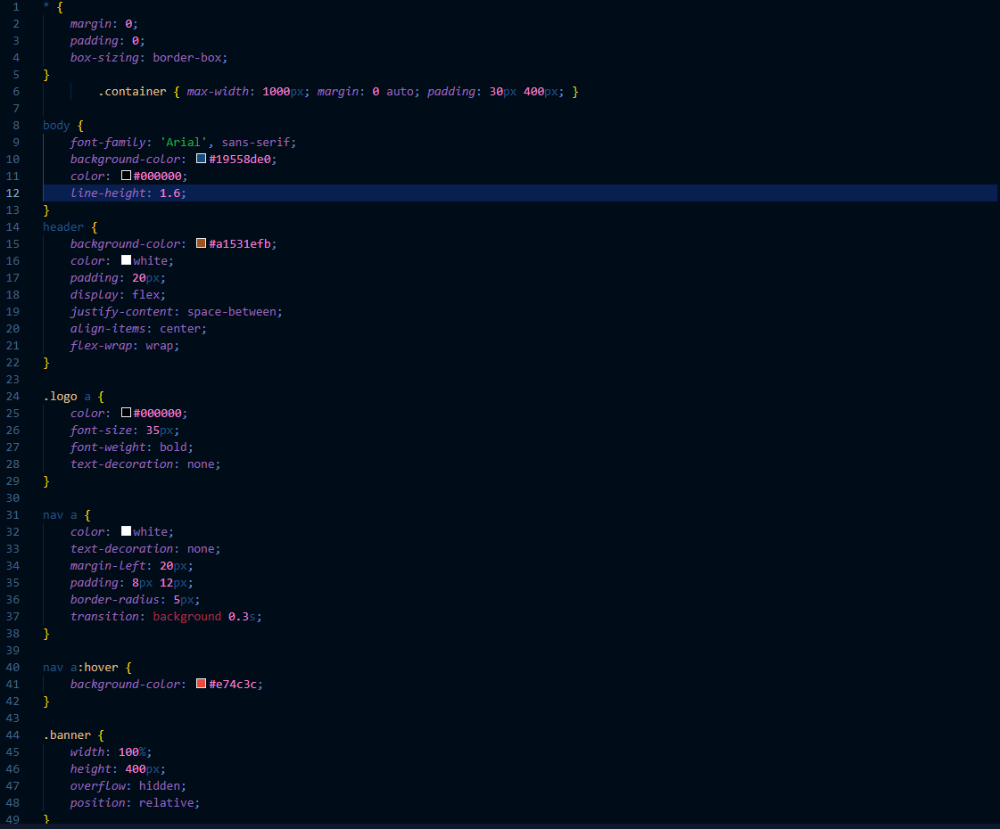 1 * {
2     margin: 0;
3     padding: 0;
4     box-sizing: border-box;
5 }
6         .container { max-width: 1000px; margin: 0 auto; padding: 30px 400px; }
7
8 body {
9     font-family: 'Arial', sans-serif;
10     background-color: #19558de0;
11     color: #000000;
12     line-height: 1.6;
13 }
14 header {
15     background-color: #a1531efb;
16     color: white;
17     padding: 20px;
18     display: flex;
19     justify-content: space-between;
20     align-items: center;
21     flex-wrap: wrap;
22 }
23
24 .logo a {
25     color: #000000;
26     font-size: 35px;
27     font-weight: bold;
28     text-decoration: none;
29 }
30
31 nav a {
32     color: white;
33     text-decoration: none;
34     margin-left: 20px;
35     padding: 8px 12px;
36     border-radius: 5px;
37     transition: background 0.3s;
38 }
39
40 nav a:hover {
41     background-color: #e74c3c;
42 }
43
44 .banner {
45     width: 100%;
46     height: 400px;
47     overflow: hidden;
48     position: relative;
49 }